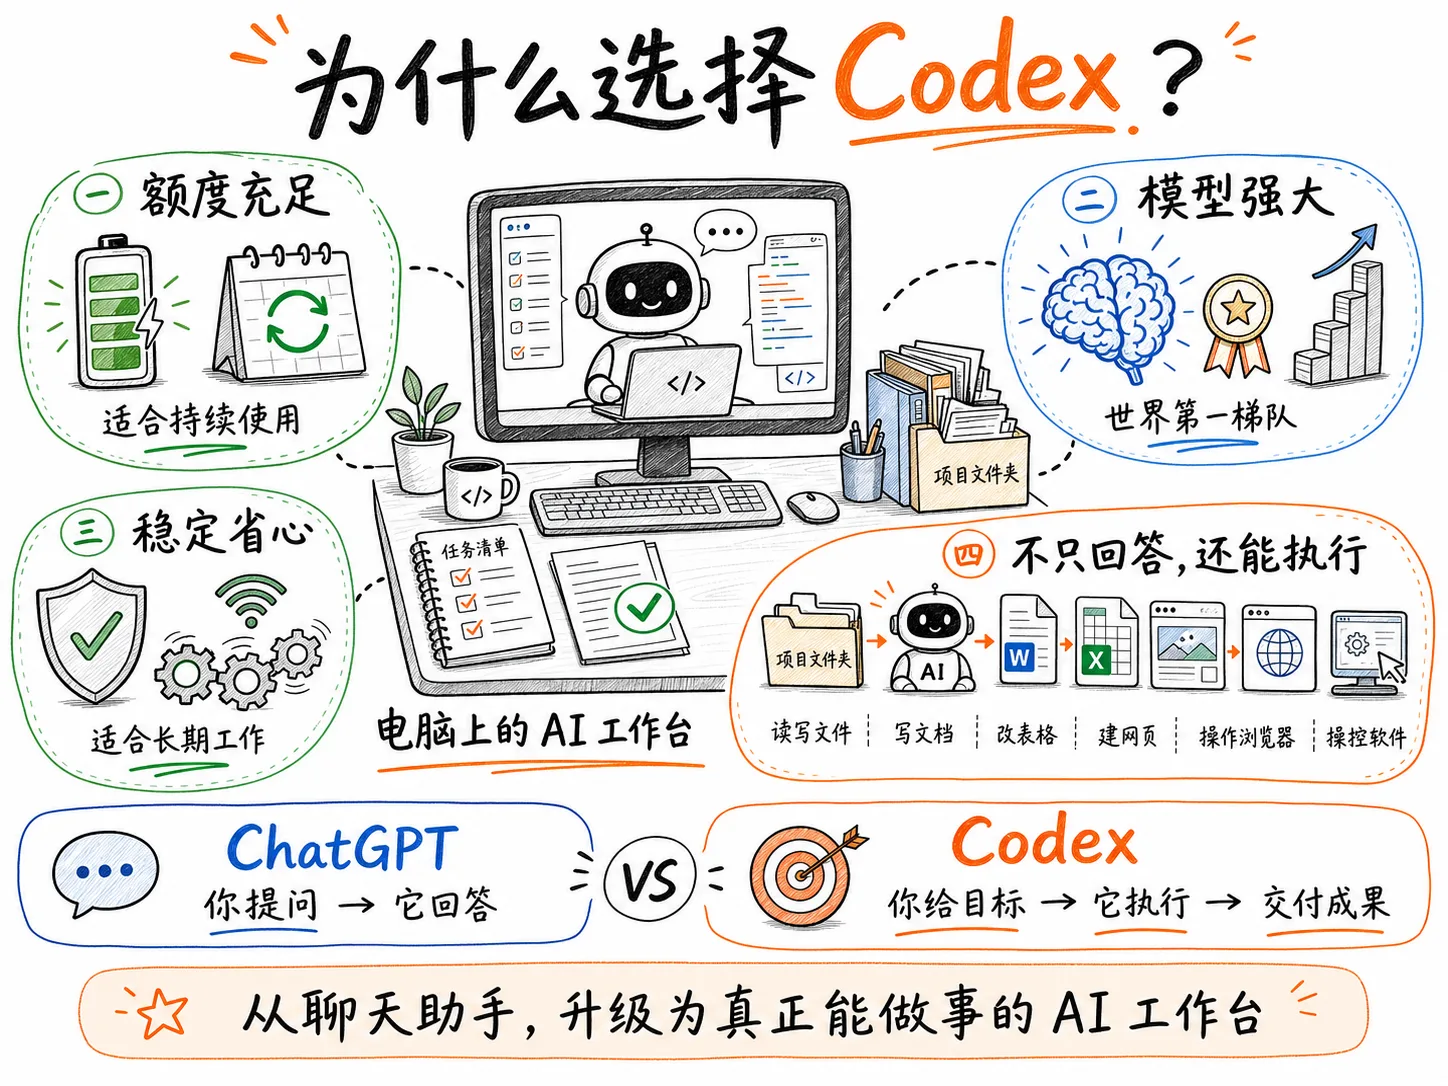 为什么选择 Codex？
一 额度充足
适合持续使用
二 模型强大
世界第一梯队
</>
</>
</>
项目文件夹
任务清单
三 稳定省心
适合长期工作
电脑上的 AI 工作台
四 不只回答，还能执行
项目文件夹
AI
W
X
读写文件
写文档
改表格
建网页
操作浏览器
操控软件
ChatGPT
你提问 → 它回答
VS
Codex
你给目标 → 它执行 → 交付成果
从聊天助手，升级为真正能做事的 AI 工作台